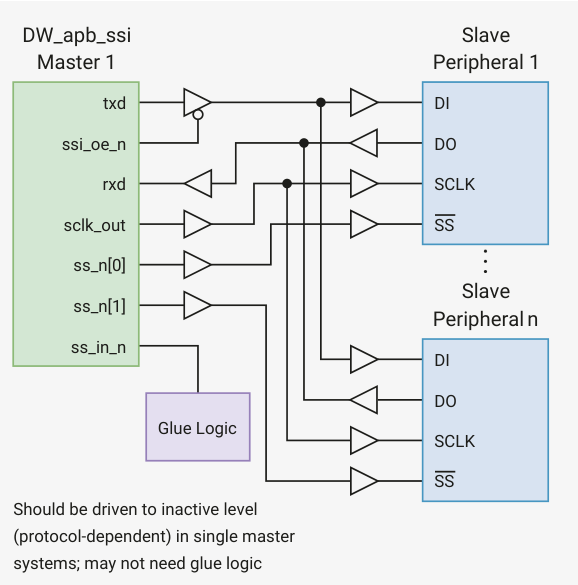 DW_apb_ssi
Master 1
Slave
Peripheral 1
txd
ssi_oe_n
rxd
sclk_out
ss_n[0]
ss_n[1]
ss_in_n
DI
DO
SCLK
SS
Slave
Peripheral n
DI
DO
SCLK
SS
Glue Logic
Should be driven to inactive level
(protocol-dependent) in single master
systems; may not need glue logic